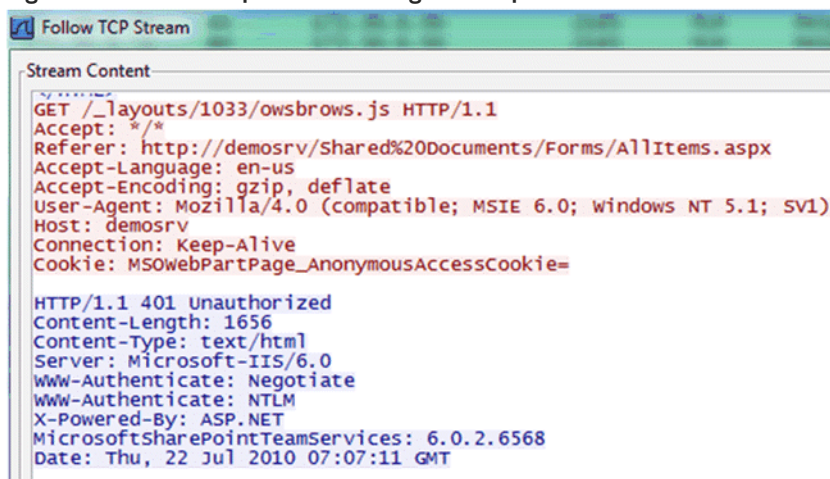 Follow TCP Stream
Stream Content
GET /_layouts/1033/owsbrows.js HTTP/1.1
Accept: */*
Referer: http://demosrv/Shared%20Documents/Forms/AllItems.aspx
Accept-Language: en-us
Accept-Encoding: gzip, deflate
User-Agent: Mozilla/4.0 (compatible; MSIE 6.0; Windows NT 5.1; SV1)
Host: demosrv
Connection: Keep-Alive
Cookie: MSOWebPartPage_AnonymousAccessCookie=
HTTP/1.1 401 Unauthorized
Content-Length: 1656
Content-Type: text/html
Server: Microsoft-IIS/6.0
WWW-Authenticate: Negotiate
WWW-Authenticate: NTLM
X-Powered-By: ASP.NET
MicrosoftSharePointTeamServices: 6.0.2.6568
Date: Thu, 22 Jul 2010 07:07:11 GMT